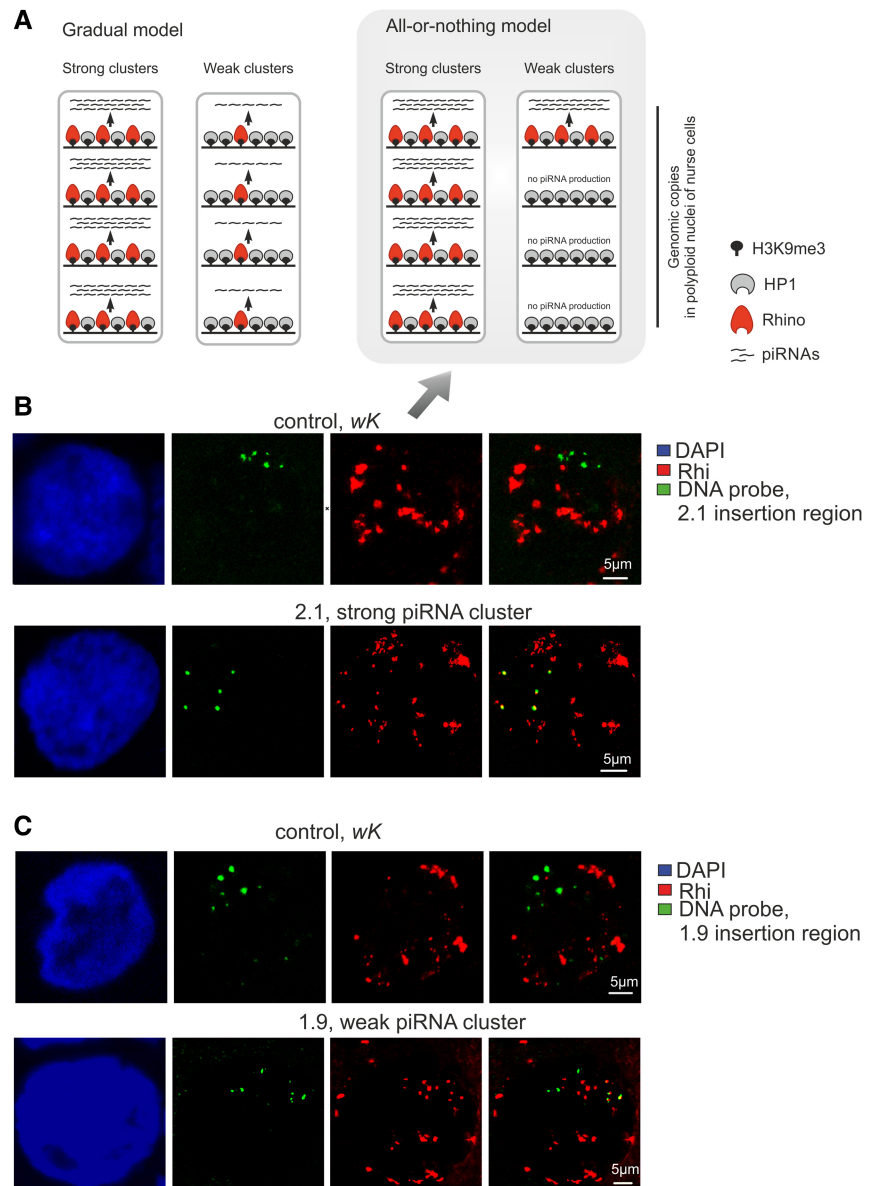 A
Gradual model
Strong clusters
Weak clusters
All-or-nothing model
Strong clusters
Weak clusters
no piRNA production
no piRNA production
no piRNA production
Genomic copies
in polyploid nuclei of nurse cells
H3K9me3
HP1
Rhino
piRNAs
B
control, wK
DAPI
Rhi
DNA probe,
2.1 insertion region
5µm
2.1, strong piRNA cluster
5µm
C
control, wK
DAPI
Rhi
DNA probe,
1.9 insertion region
5µm
1.9, weak piRNA cluster
5µm